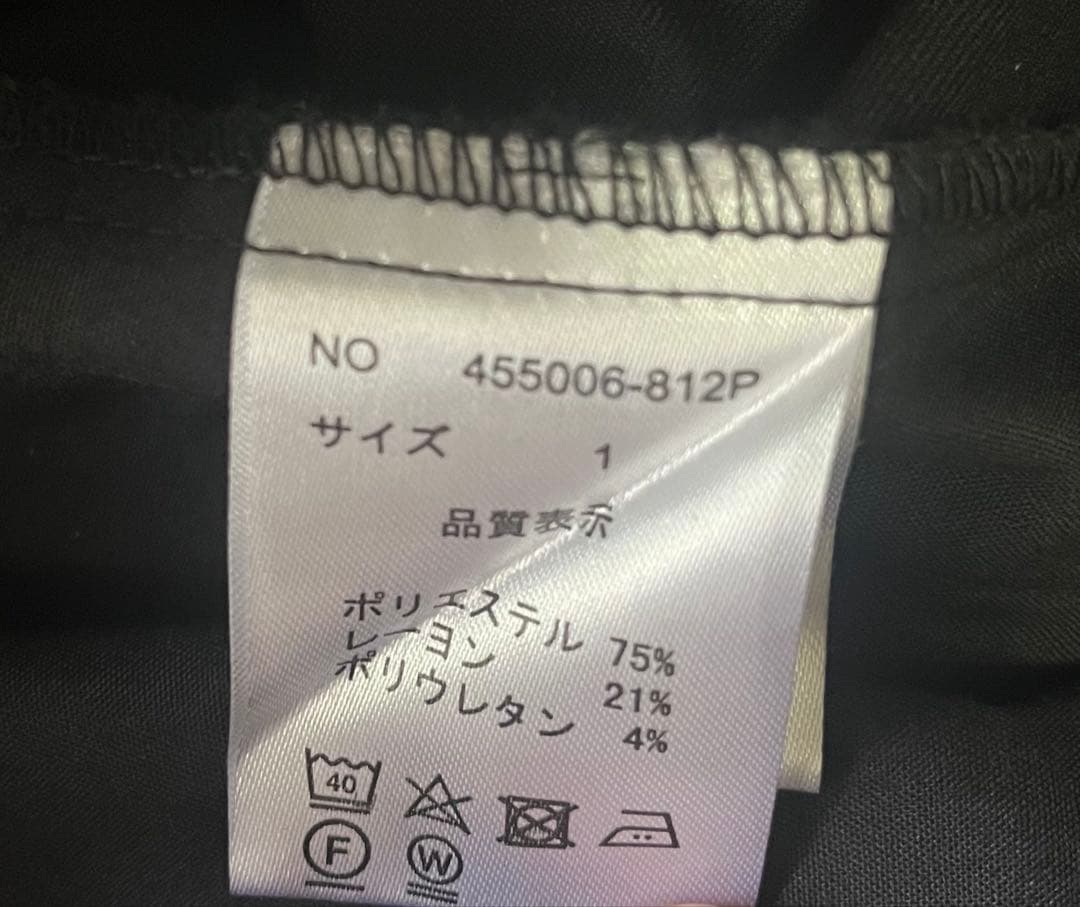 NO 455006-812P
サイズ 1
品質表示
ポリエステル 75%
レーヨン 21%
ポリウレタン 4%
40
F W